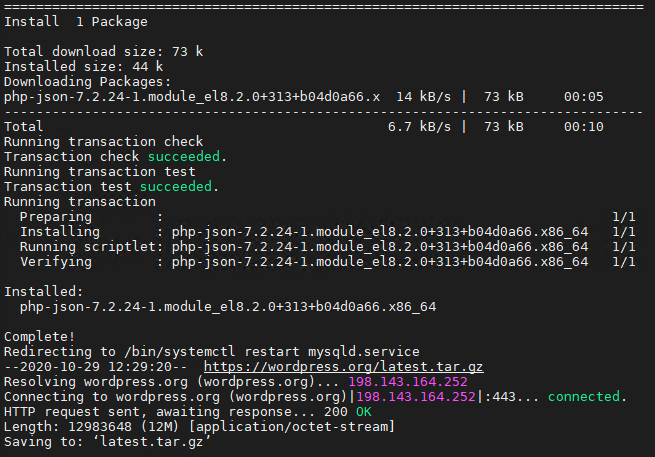 ================================================================================
Install  1 Package

Total download size: 73 k
Installed size: 44 k
Downloading Packages:
php-json-7.2.24-1.module_el8.2.0+313+b04d0a66.x  14 kB/s |  73 kB     00:05
--------------------------------------------------------------------------------
Total                                           6.7 kB/s |  73 kB     00:10
Running transaction check
Transaction check succeeded.
Running transaction test
Transaction test succeeded.
Running transaction
  Preparing        :                                                        1/1
  Installing       : php-json-7.2.24-1.module_el8.2.0+313+b04d0a66.x86_64   1/1
  Running scriptlet: php-json-7.2.24-1.module_el8.2.0+313+b04d0a66.x86_64   1/1
  Verifying        : php-json-7.2.24-1.module_el8.2.0+313+b04d0a66.x86_64   1/1

Installed:
  php-json-7.2.24-1.module_el8.2.0+313+b04d0a66.x86_64

Complete!
Redirecting to /bin/systemctl restart mysqld.service
--2020-10-29 12:29:20--  https://wordpress.org/latest.tar.gz
Resolving wordpress.org (wordpress.org)... 198.143.164.252
Connecting to wordpress.org (wordpress.org)|198.143.164.252|:443... connected.
HTTP request sent, awaiting response... 200 OK
Length: 12983648 (12M) [application/octet-stream]
Saving to: ‘latest.tar.gz’